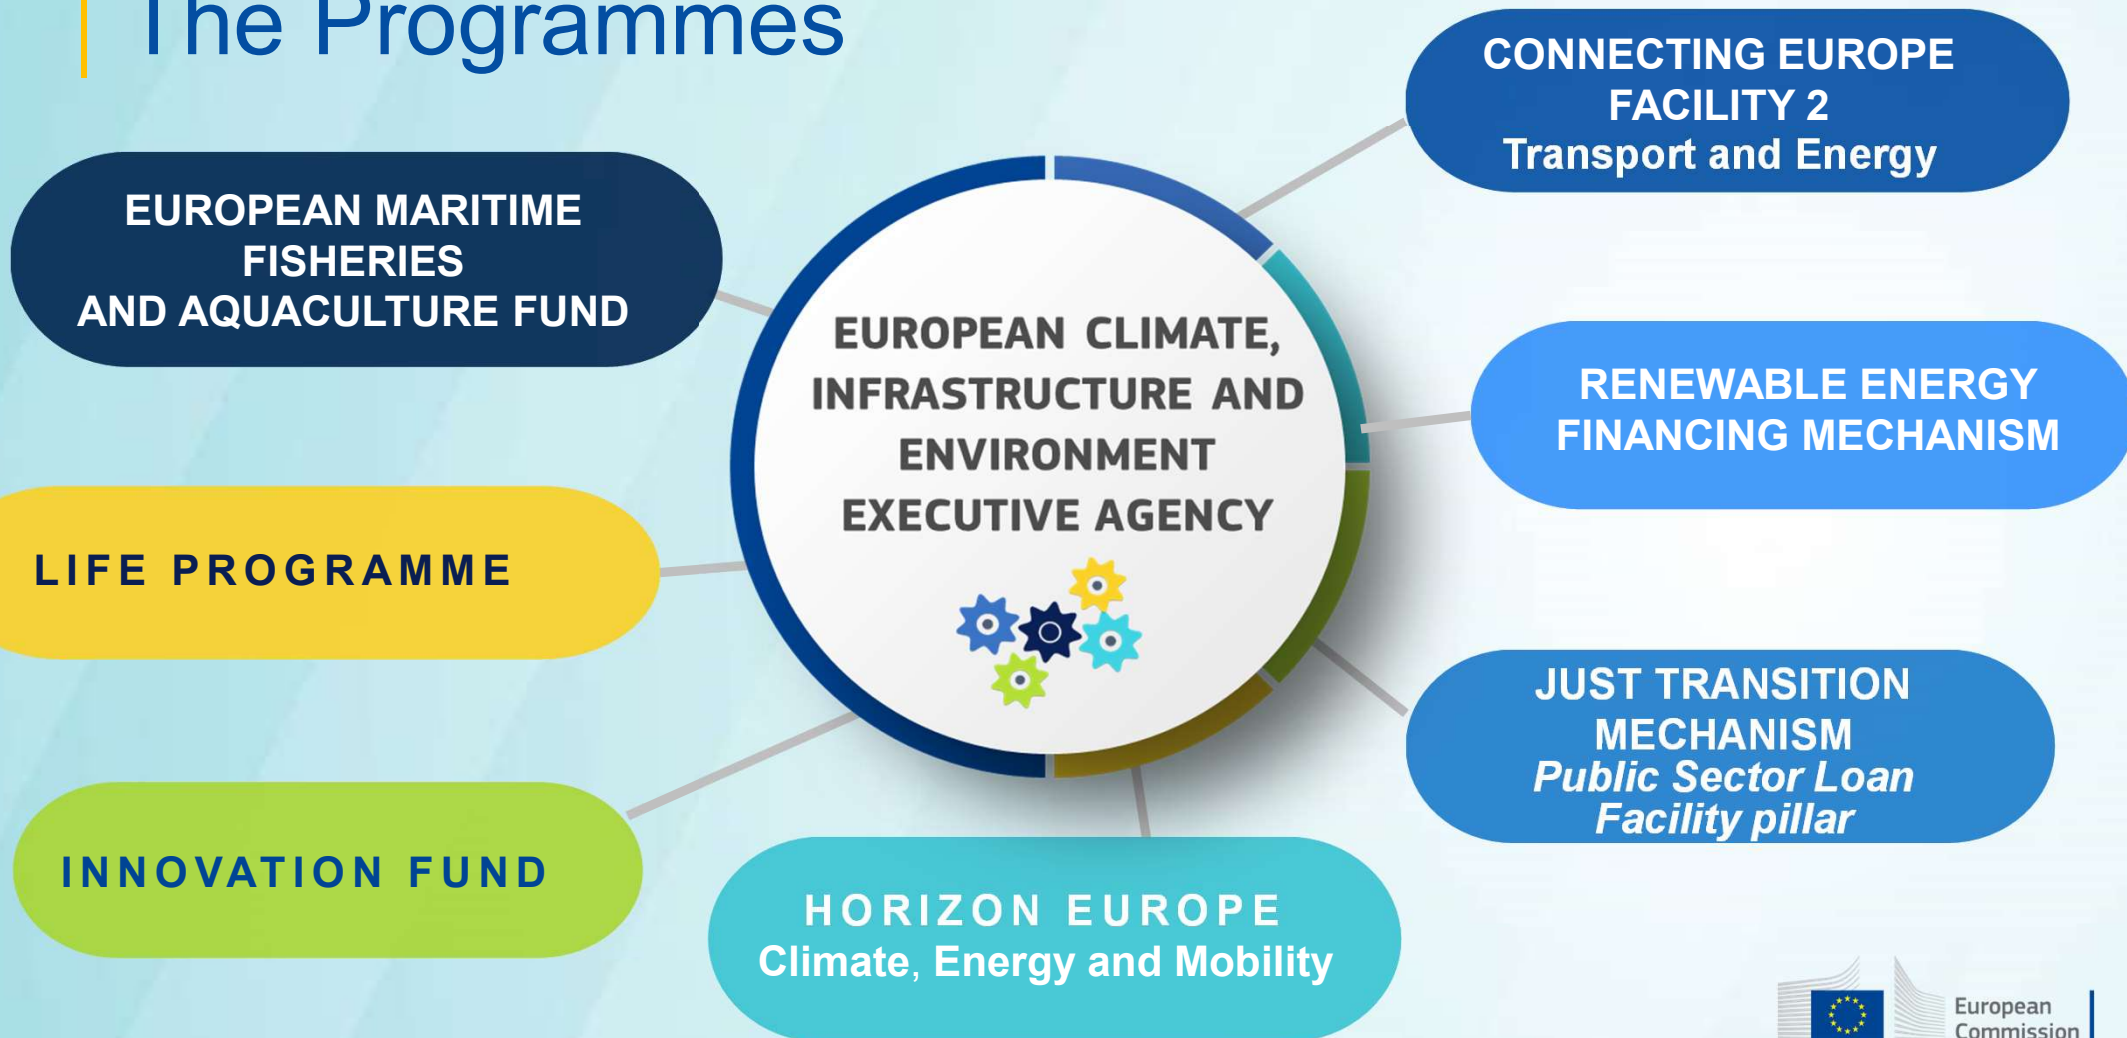 The Programmes
CONNECTING EUROPE
FACILITY 2
Transport and Energy
EUROPEAN MARITIME
FISHERIES
AND AQUACULTURE FUND
EUROPEAN CLIMATE,
INFRASTRUCTURE AND
ENVIRONMENT
EXECUTIVE AGENCY
RENEWABLE ENERGY
FINANCING MECHANISM
LIFE PROGRAMME
JUST TRANSITION
MECHANISM
Public Sector Loan
Facility pillar
INNOVATION FUND
HORIZON EUROPE
Climate, Energy and Mobility
European
Commission